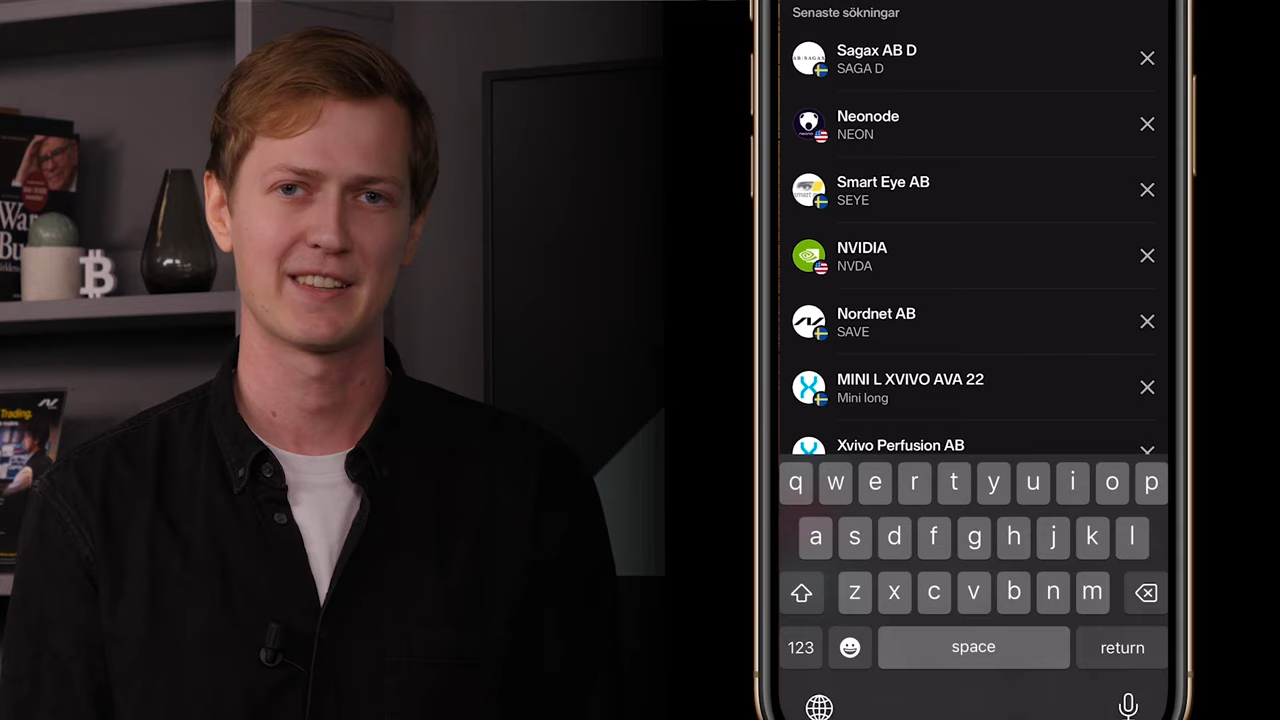 Senaste sökningar
Sagax AB D
SAGA D
Neonode
NEON
Smart Eye AB
SEYE
NVIDIA
NVDA
Nordnet AB
SAVE
MINI L XVIVO AVA 22
Mini long
Xvivo Perfusion AB
q w e r t y u i o p
a s d f g h j k l
z x c v b n m
123 space return
Trading.